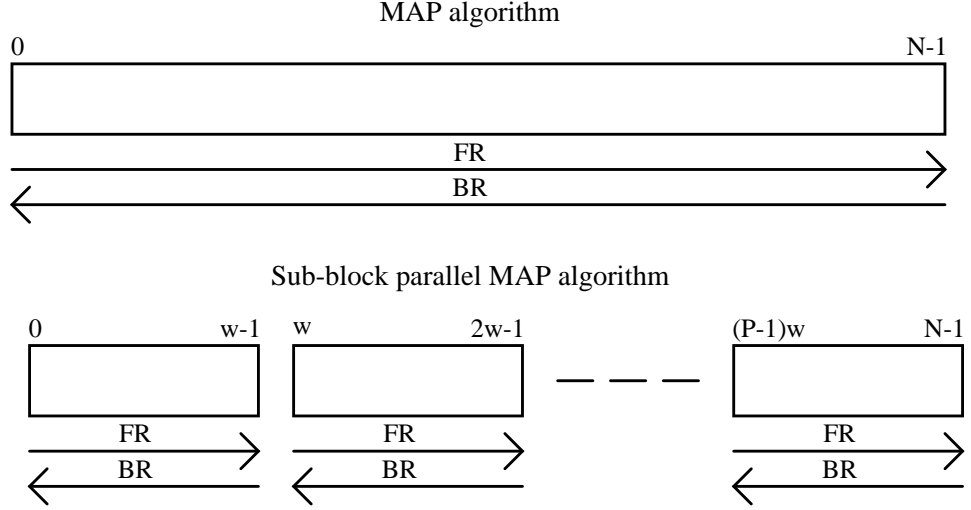 MAP algorithm
0 N-1
FR
BR
Sub-block parallel MAP algorithm
0 w-1 w 2w-1 (P-1)w N-1
FR FR FR
BR BR BR